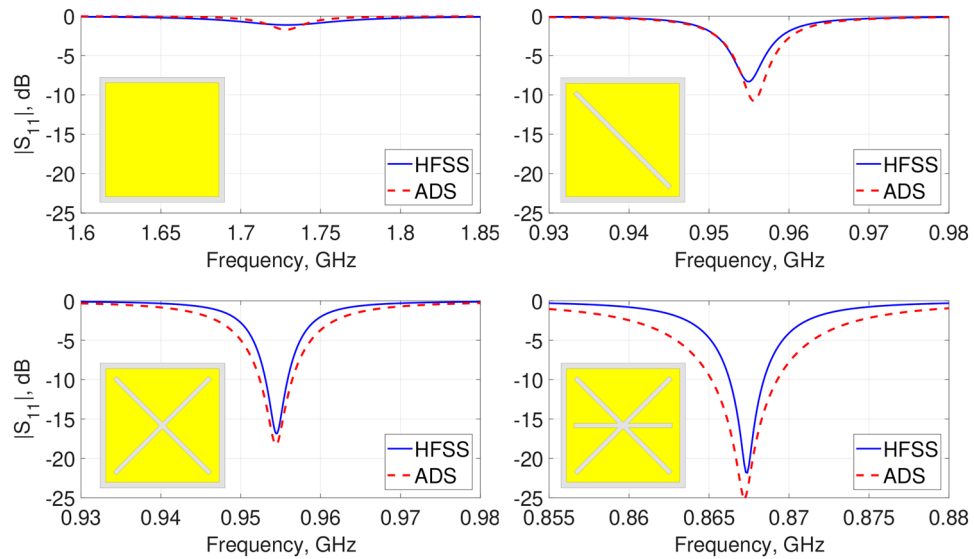 0
-5
-10
-15
-20
-25
|S11|, dB
HFSS
ADS
1.6 1.65 1.7 1.75 1.8 1.85
Frequency, GHz
0
-5
-10
-15
-20
-25
HFSS
ADS
0.93 0.94 0.95 0.96 0.97 0.98
Frequency, GHz
0
-5
-10
-15
-20
-25
|S11|, dB
HFSS
ADS
0.93 0.94 0.95 0.96 0.97 0.98
Frequency, GHz
0
-5
-10
-15
-20
-25
HFSS
ADS
0.855 0.86 0.865 0.87 0.875 0.88
Frequency, GHz